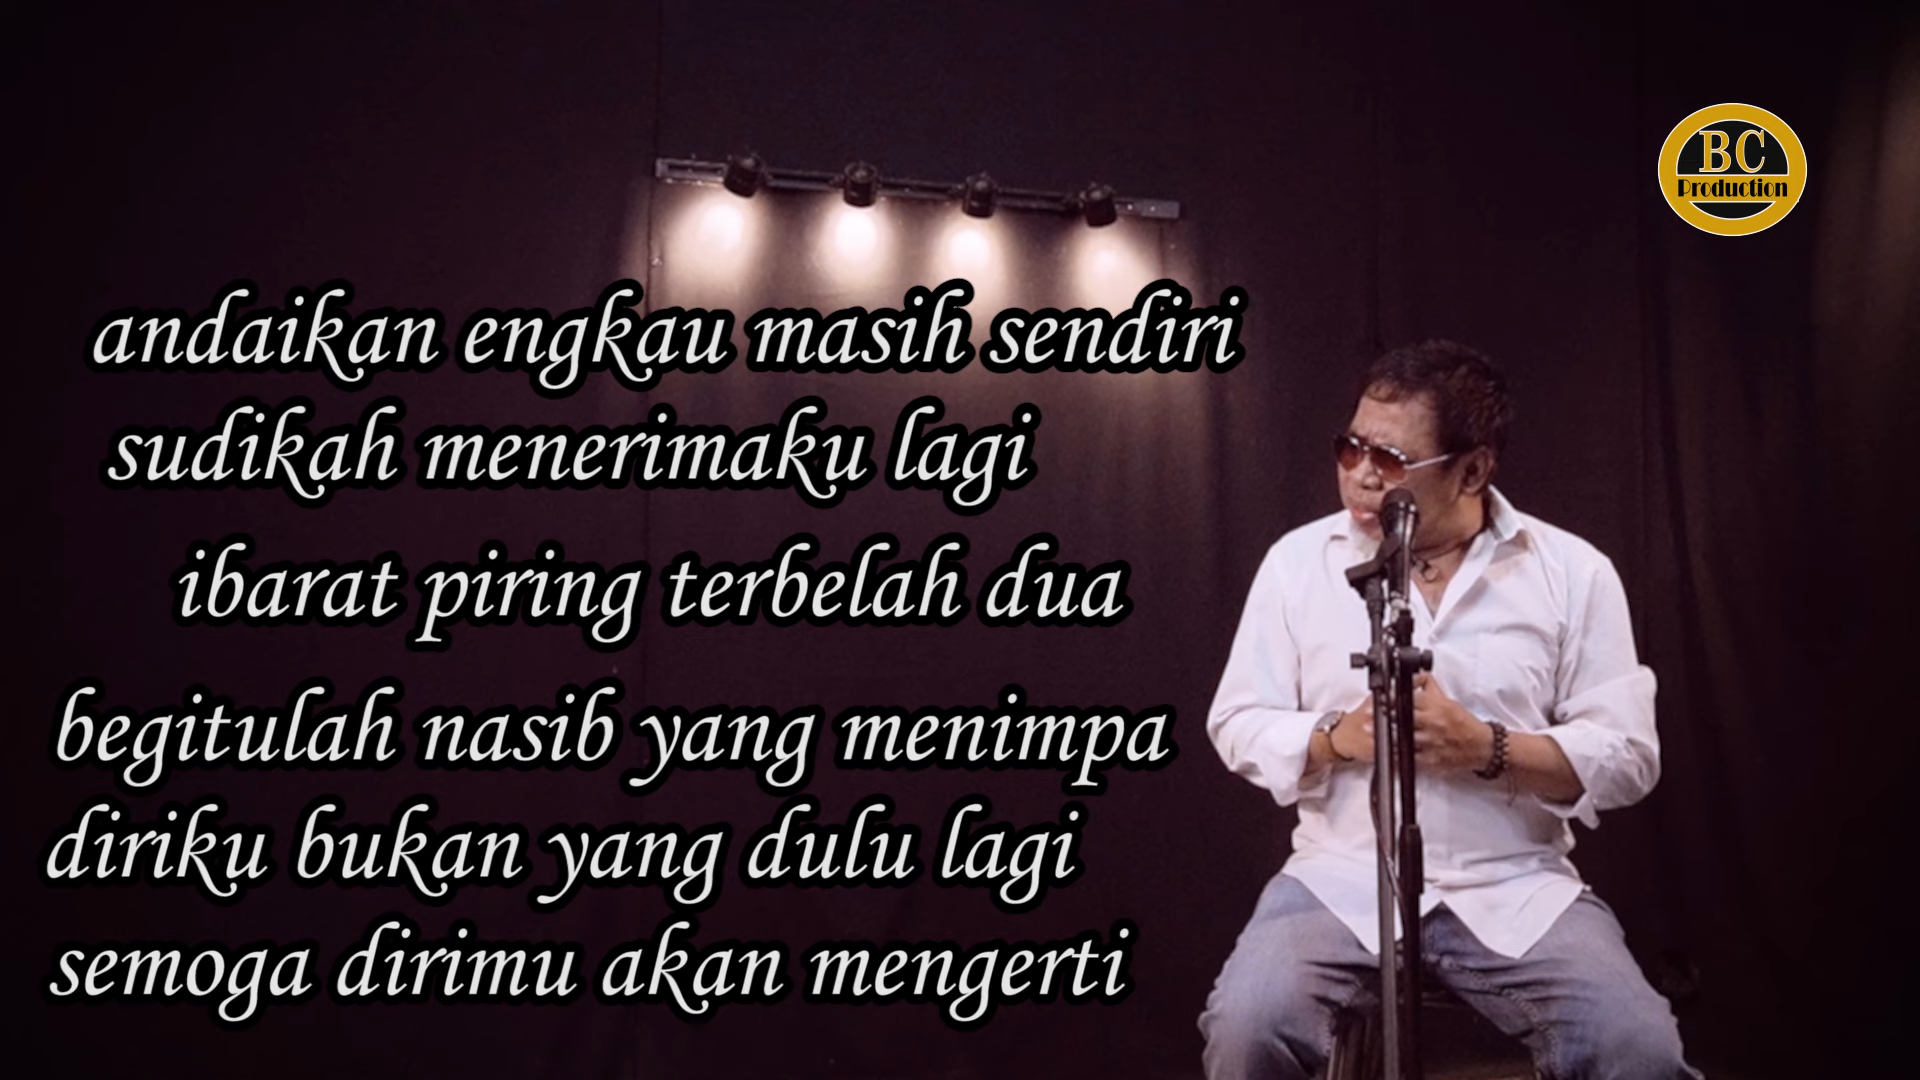 BC
Production
andaikan engkau masih sendiri
sudikah menerimaku lagi
ibarat piring terbelah dua
begitulah nasib yang menimpa
diriku bukan yang dulu lagi
semoga dirimu akan mengerti